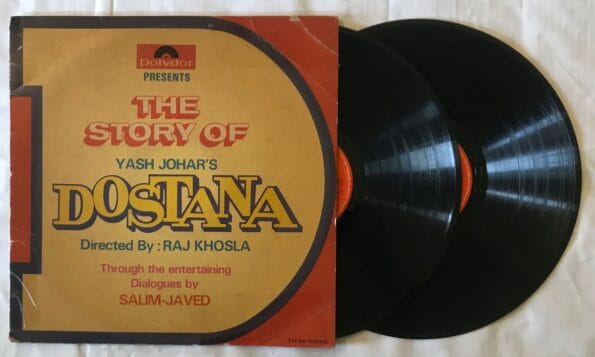 Polydor
PRESENTS
THE
STORY OF
YASH JOHAR'S
DOSTANA
Directed By : RAJ KHOSLA
Through the entertaining
Dialogues by
SALIM-JAVED